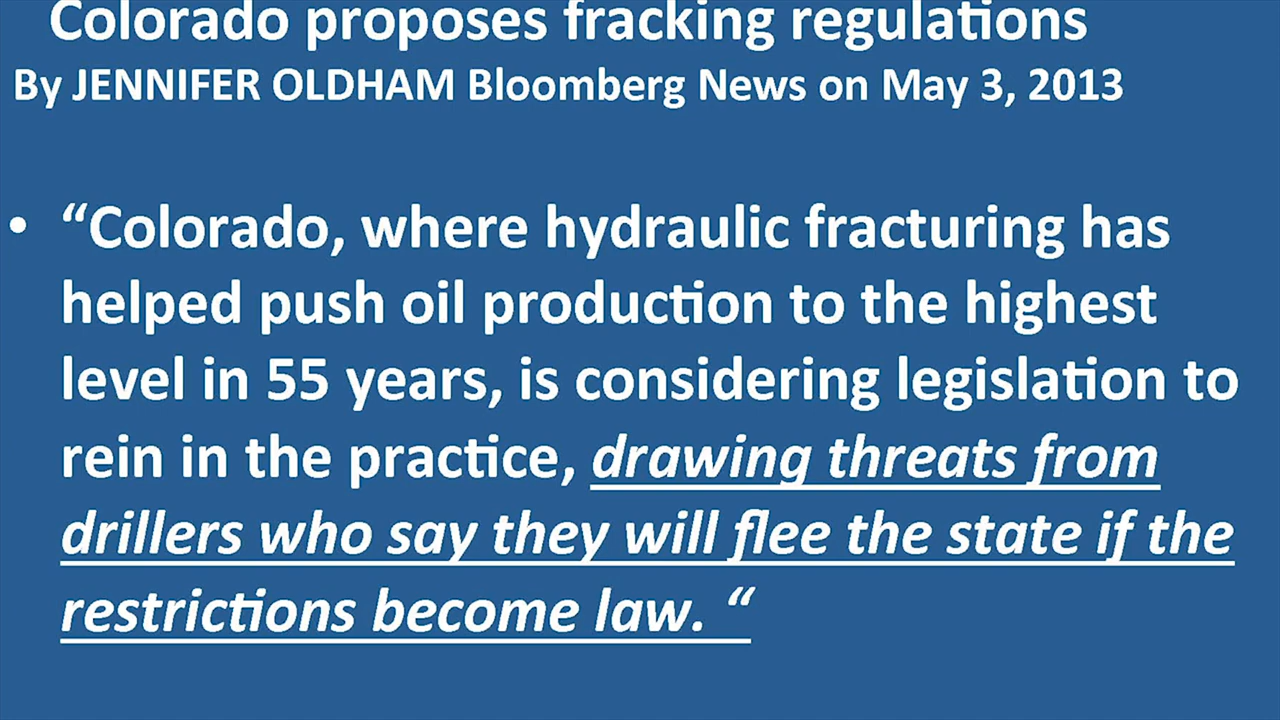 Colorado proposes fracking regulations
By JENNIFER OLDHAM Bloomberg News on May 3, 2013
• “Colorado, where hydraulic fracturing has
helped push oil production to the highest
level in 55 years, is considering legislation to
rein in the practice, drawing threats from
drillers who say they will flee the state if the
restrictions become law. “